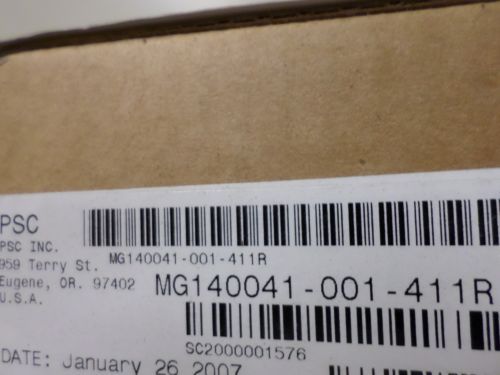 PSC
PSC INC.
959 Terry St.
Eugene, OR. 97402
U.S.A.
MG140041-001-411R
MG140041-001-411R
SC2000001576
DATE: January 26 2007